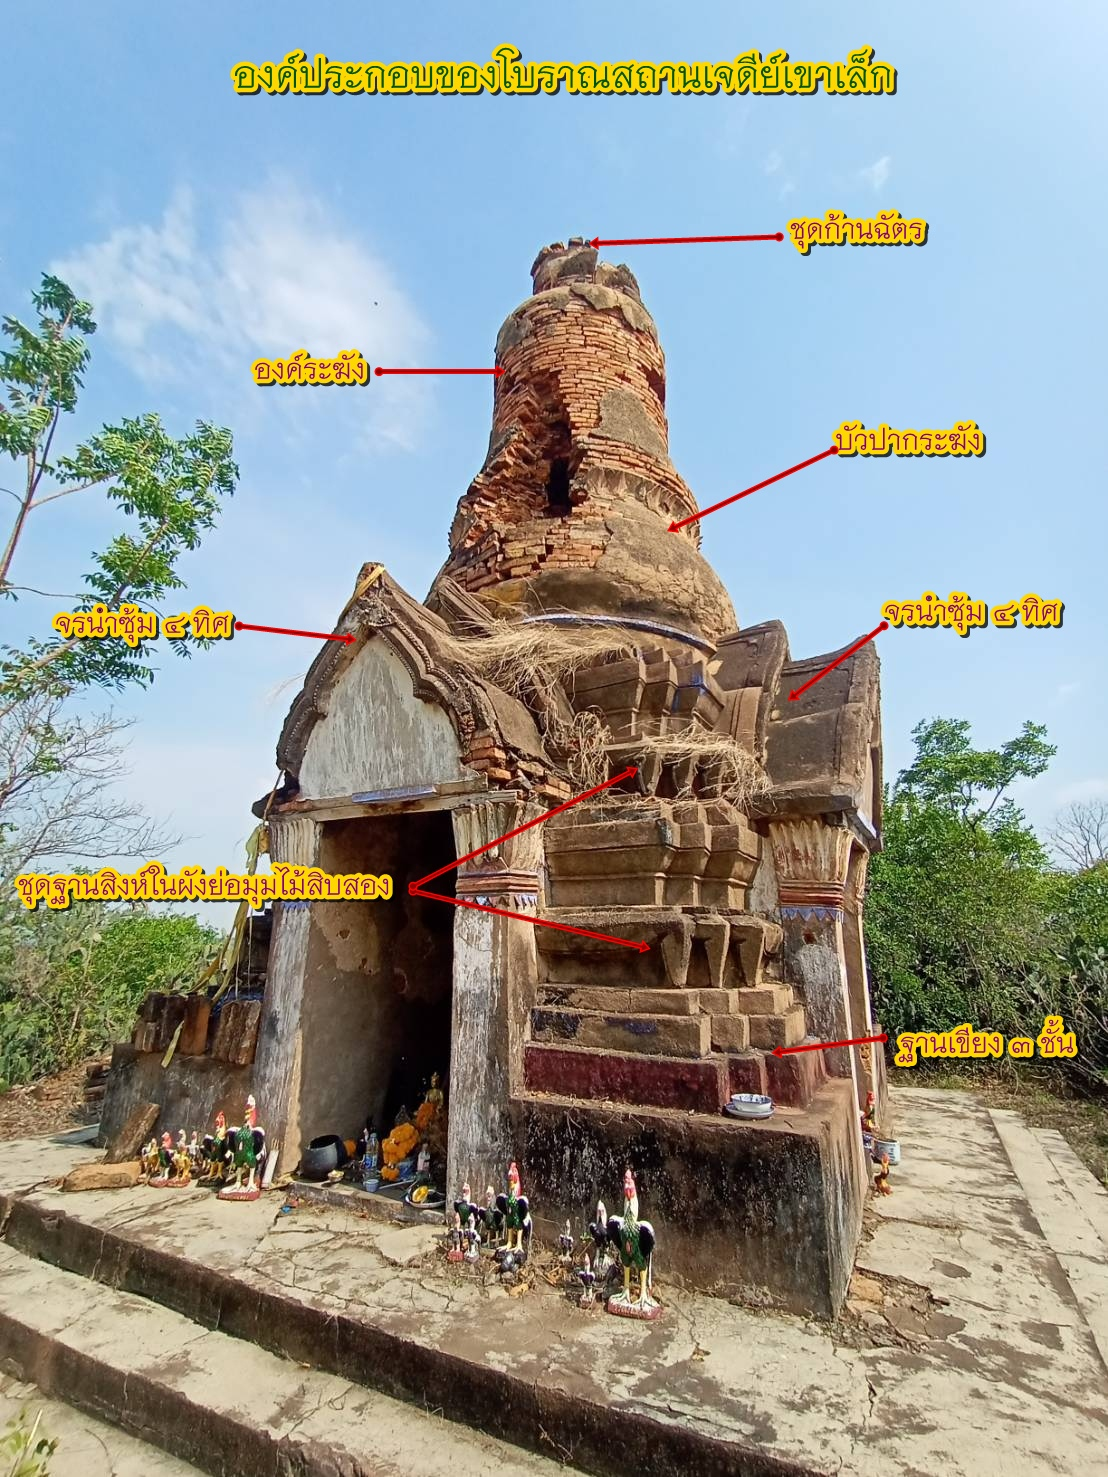 องค์ประกอบของโบราณสถานเจดีย์เขาเล็ก
ชุดก้านฉัตร
องค์ระฆัง
บัวปากระฆัง
จรนำซุ้ม ๔ ทิศ
จรนำซุ้ม ๔ ทิศ
ชุดฐานสิงห์ในผังย่อมุมไม้สิบสอง
ฐานเขียง ๓ ชั้น